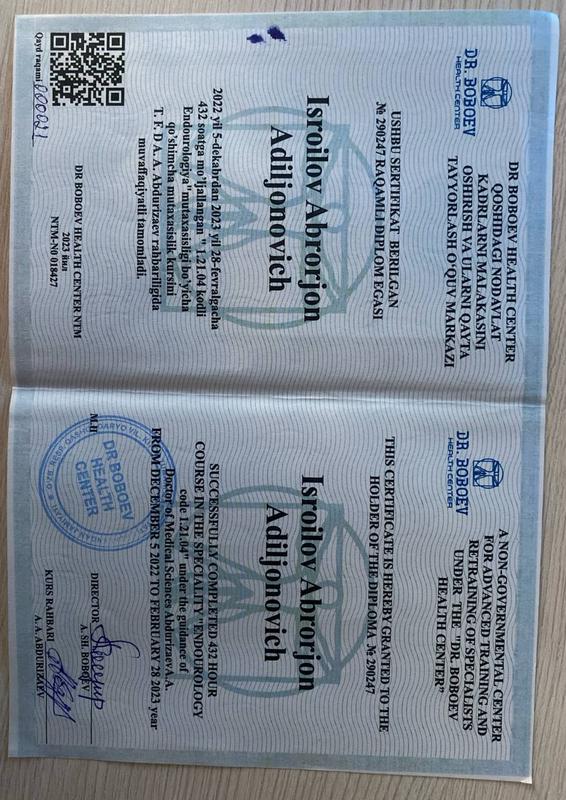 DR. BOBOEV
HEALTH CENTER
DR BOBOEV HEALTH CENTER
QOSHIDAGI NODAVLAT
KADRLARNI MALAKASINI
OSHIRISH VA ULARNI QAYTA
TAYYORLASH O'QUV MARKAZI
USHBU SERTIFIKAT BERILGAN
№ 290247 RAQAMLI DIPLOM EGASI
Isroilov Abrorjon
Adiljonovich
2022 yil 5-dekabrdan 2023 yil 28-fevralgacha
432 soatga mo'ljallangan " 1.21.04 kodli
Endourologiya"mutaxasisligi bo'yicha
qo'shimcha mutaxasislik kursini
T. F. D A. A. Abdurizaev rahbariligida
muvaffaqiyatli tamomladi.
Qayd raqami 000021
DR BOBOEV HEALTH CENTER NTM
2023 йил
NTM-N0 018427
DR. BOBOEV
HEALTH CENTER
A NON-GOVERNMENTAL CENTER
FOR ADVANCED TRAINING AND
RETRAINING OF SPECIALISTS
UNDER THE "DR. BOBOEV
HEALTH CENTER"
THIS CERTIFICATE IS HEREBY GRANTED TO THE
HOLDER OF THE DIPLOMA № 290247
Isroilov Abrorjon
Adiljonovich
SUCCESSFULLY COMPLETED 432 HOUR
COURSE IN THE SPECIALITY "ENDOUROLOGY
code 1.21.04" under the guidance of
Doctor of Medical Sciences Abdurizaev A.A
FROM DECEMBER 5 2022 TO FEBRUARY 28 2023 year
M.П
DR BOBOEV
HEALTH
CENTER
DIRECTOR
A. SH. BOBOEV
KURS RAHBARI
A. A. ABDURIZAEV